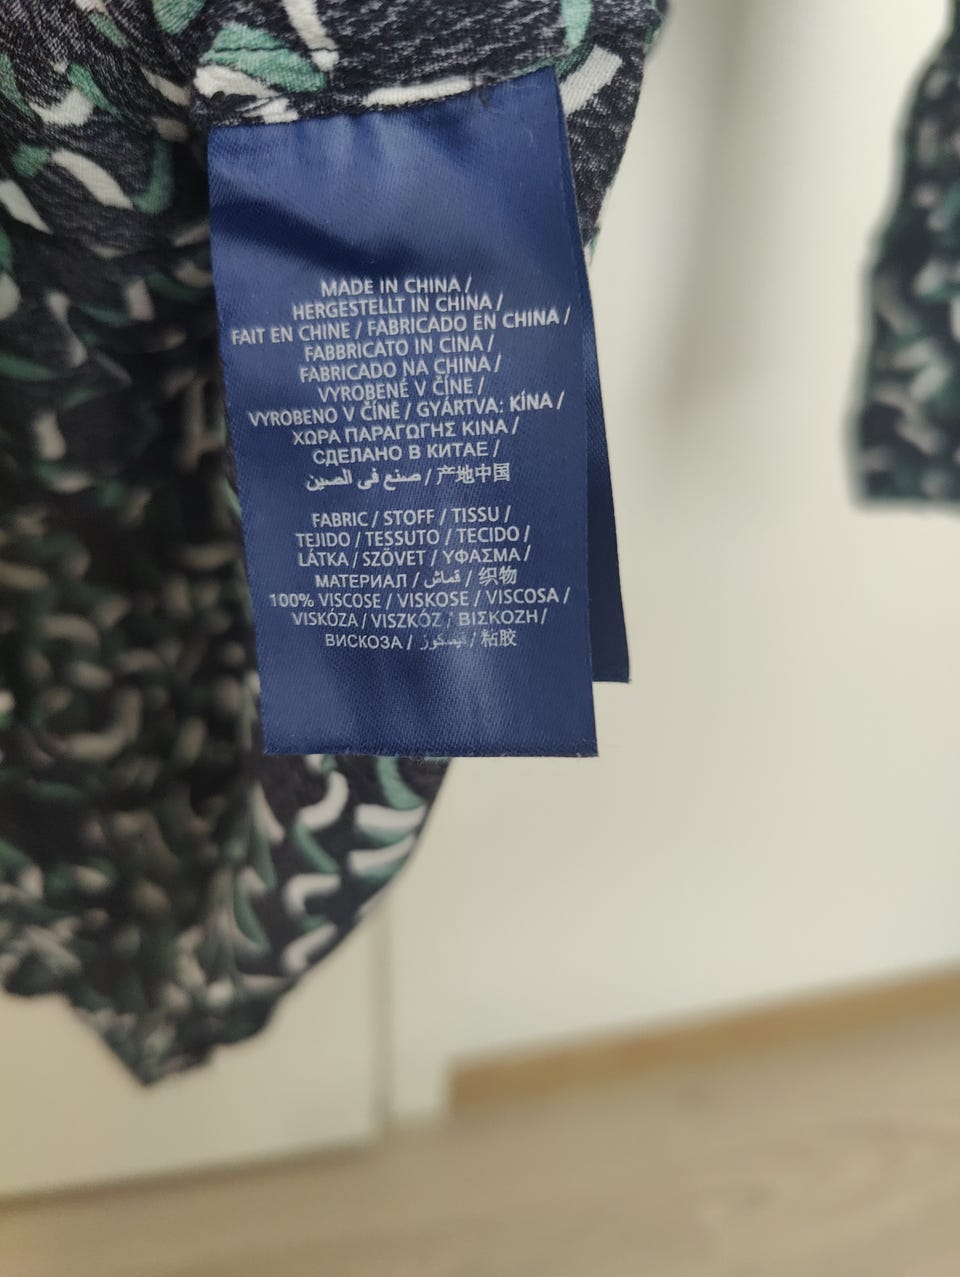 MADE IN CHINA /
HERGESTELLT IN CHINA /
FAIT EN CHINE / FABRICADO EN CHINA /
FABBRICATO IN CINA /
FABRICADO NA CHINA /
VYROBENÉ V ČÍNE /
VYROBENO V ČÍNĚ / GYÁRTVA: KÍNA /
ΧΩΡΑ ΠΑΡΑΓΩΓΗΣ ΚΙΝΑ /
СДЕЛАНО В КИТАЕ /
صنع في الصين / 产地中国
FABRIC / STOFF / TISSU /
TEJIDO / TESSUTO / TECIDO /
LÁTKA / SZÖVET / ΥΦΑΣΜΑ /
МАТЕРИАЛ / قماش / 织物
100% VISCOSE / VISKOSE / VISCOSA /
VISKÓZA / VISZKÓZ / ΒΙΣΚΟΖΗ /
ВИСКОЗА / فيسكوز / 粘胶